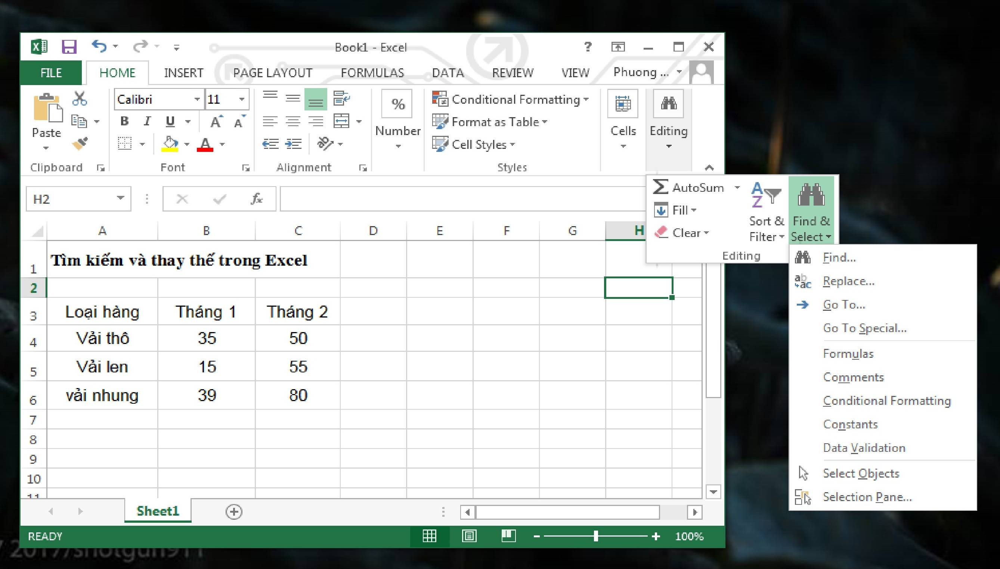 Book1 - Excel
FILE HOME INSERT PAGE LAYOUT FORMULAS DATA REVIEW VIEW Phuong ...
Calibri 11
% 
Conditional Formatting
Format as Table
Cell Styles
Paste
B I U A A
A
Number
Cells
Editing
Clipboard Font Alignment Styles
H2
fx
AutoSum
Fill
Clear
Sort &
Filter
Find &
Select
Editing
A B C D E F G H
1 Tìm kiếm và thay thế trong Excel
2
3 Loại hàng Tháng 1 Tháng 2
4 Vải thô 35 50
5 Vải len 15 55
6 vải nhung 39 80
7
8
9
10
11
Find...
Replace...
Go To...
Go To Special...
Formulas
Comments
Conditional Formatting
Constants
Data Validation
Select Objects
Selection Pane...
Sheet1
READY 100%
2017/shotgun911